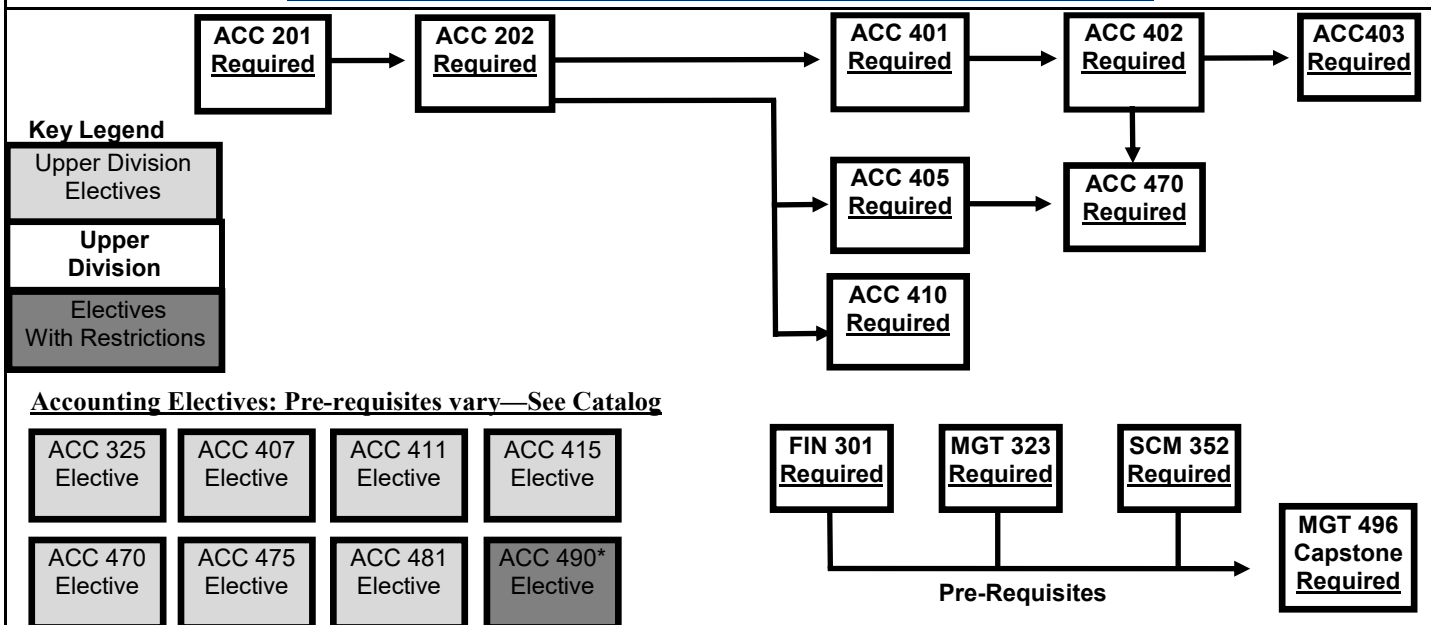 ACC 201
Required
ACC 202
Required
ACC 401
Required
ACC 402
Required
ACC403
Required
Key Legend
Upper Division
Electives
Upper
Division
Electives
With Restrictions
ACC 405
Required
ACC 470
Required
ACC 410
Required
Accounting Electives: Pre-requisites vary—See Catalog
ACC 325
Elective
ACC 407
Elective
ACC 411
Elective
ACC 415
Elective
ACC 470
Elective
ACC 475
Elective
ACC 481
Elective
ACC 490*
Elective
FIN 301
Required
MGT 323
Required
SCM 352
Required
Pre-Requisites
MGT 496
Capstone
Required